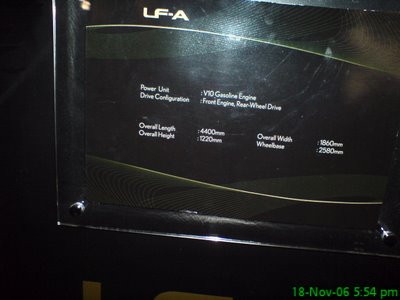 LF-A
Power Unit : V10 Gasoline Engine
Drive Configuration : Front Engine, Rear-Wheel Drive
Overall Length : 4400mm Overall Width : 1860mm
Overall Height : 1220mm Wheelbase : 2580mm
18-Nov-06 5:54 pm